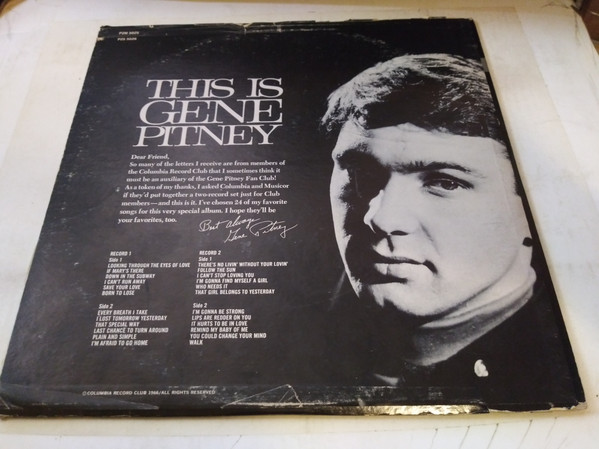 THIS IS
GENE
PITNEY
Dear Friend,
So many of the letters I receive are from members of
the Columbia Record Club that I sometimes think it
must be an auxiliary of the Gene Pitney Fan Club!
As a token of my thanks, I asked Columbia and Musicor
if they'd put together a two-record set just for Club
members—and this is it. I've chosen 24 of my favorite
songs for this very special album. I hope they'll be
your favorites, too.
Best always
Gene Pitney
RECORD 1
Side 1
LOOKING THROUGH THE EYES OF LOVE
IF MARY'S THERE
DOWN IN THE SUBWAY
I CAN'T RUN AWAY
SAVE YOUR LOVE
BORN TO LOSE
Side 2
EVERY BREATH I TAKE
I LOST TOMORROW YESTERDAY
THAT SPECIAL WAY
LAST CHANCE TO TURN AROUND
PLAIN AND SIMPLE
I'M AFRAID TO GO HOME
RECORD 2
Side 1
THERE'S NO LIVIN' WITHOUT YOUR LOVIN'
FOLLOW THE SUN
I CAN'T STOP LOVING YOU
I'M GONNA FIND MYSELF A GIRL
WHO NEEDS IT
THAT GIRL BELONGS TO YESTERDAY
Side 2
I'M GONNA BE STRONG
LIPS ARE REDDER ON YOU
IT HURTS TO BE IN LOVE
REMIND MY BABY OF ME
YOU COULD CHANGE YOUR MIND
WALK
©COLUMBIA RECORD CLUB 1966/ALL RIGHTS RESERVED